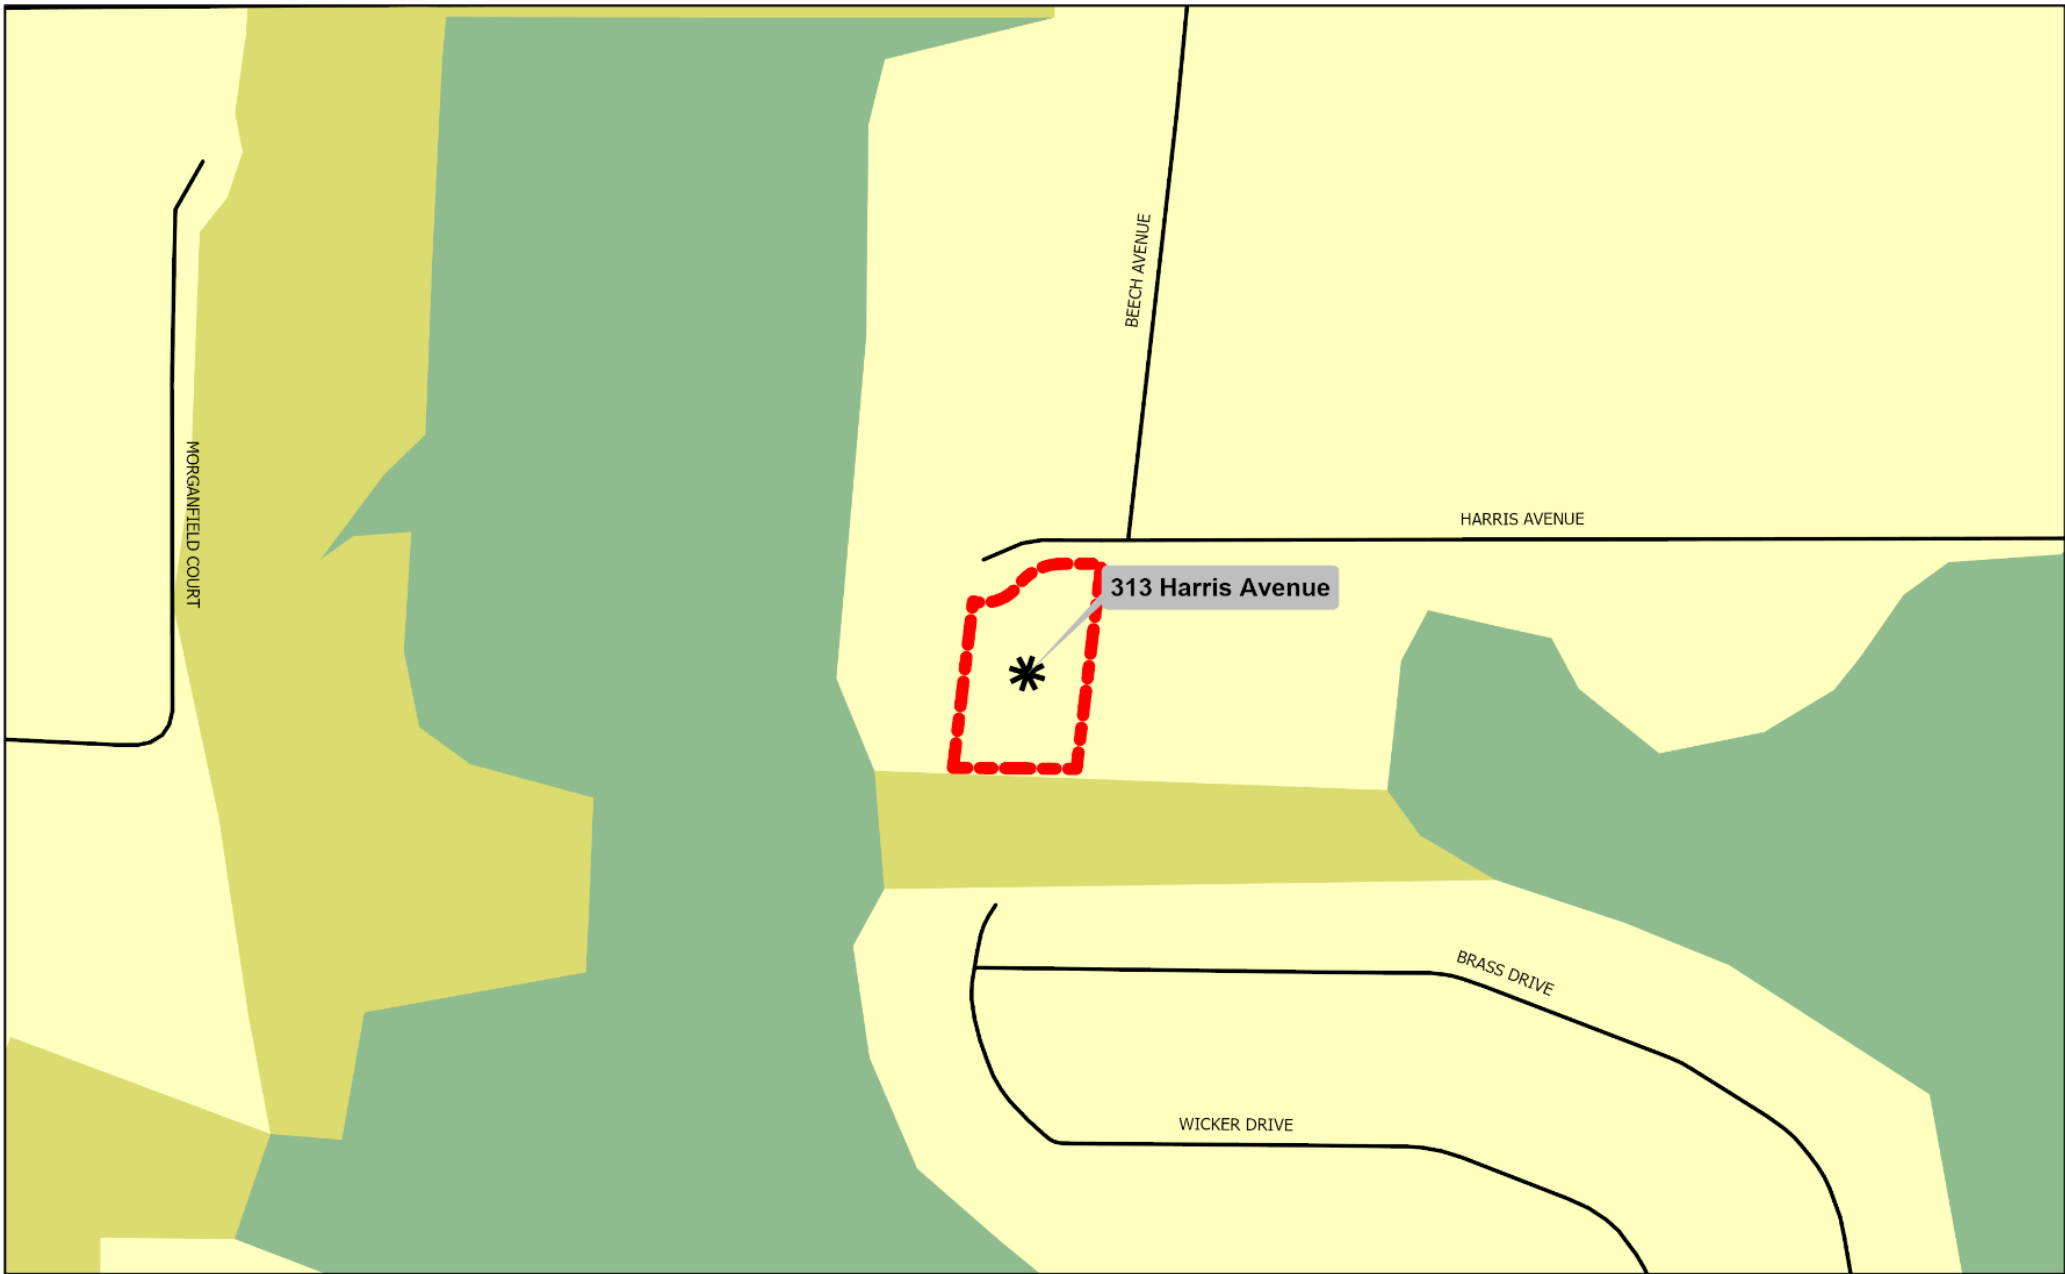 BEECH AVENUE
MORGANFIELD COURT
HARRIS AVENUE
313 Harris Avenue
BRASS DRIVE
WICKER DRIVE